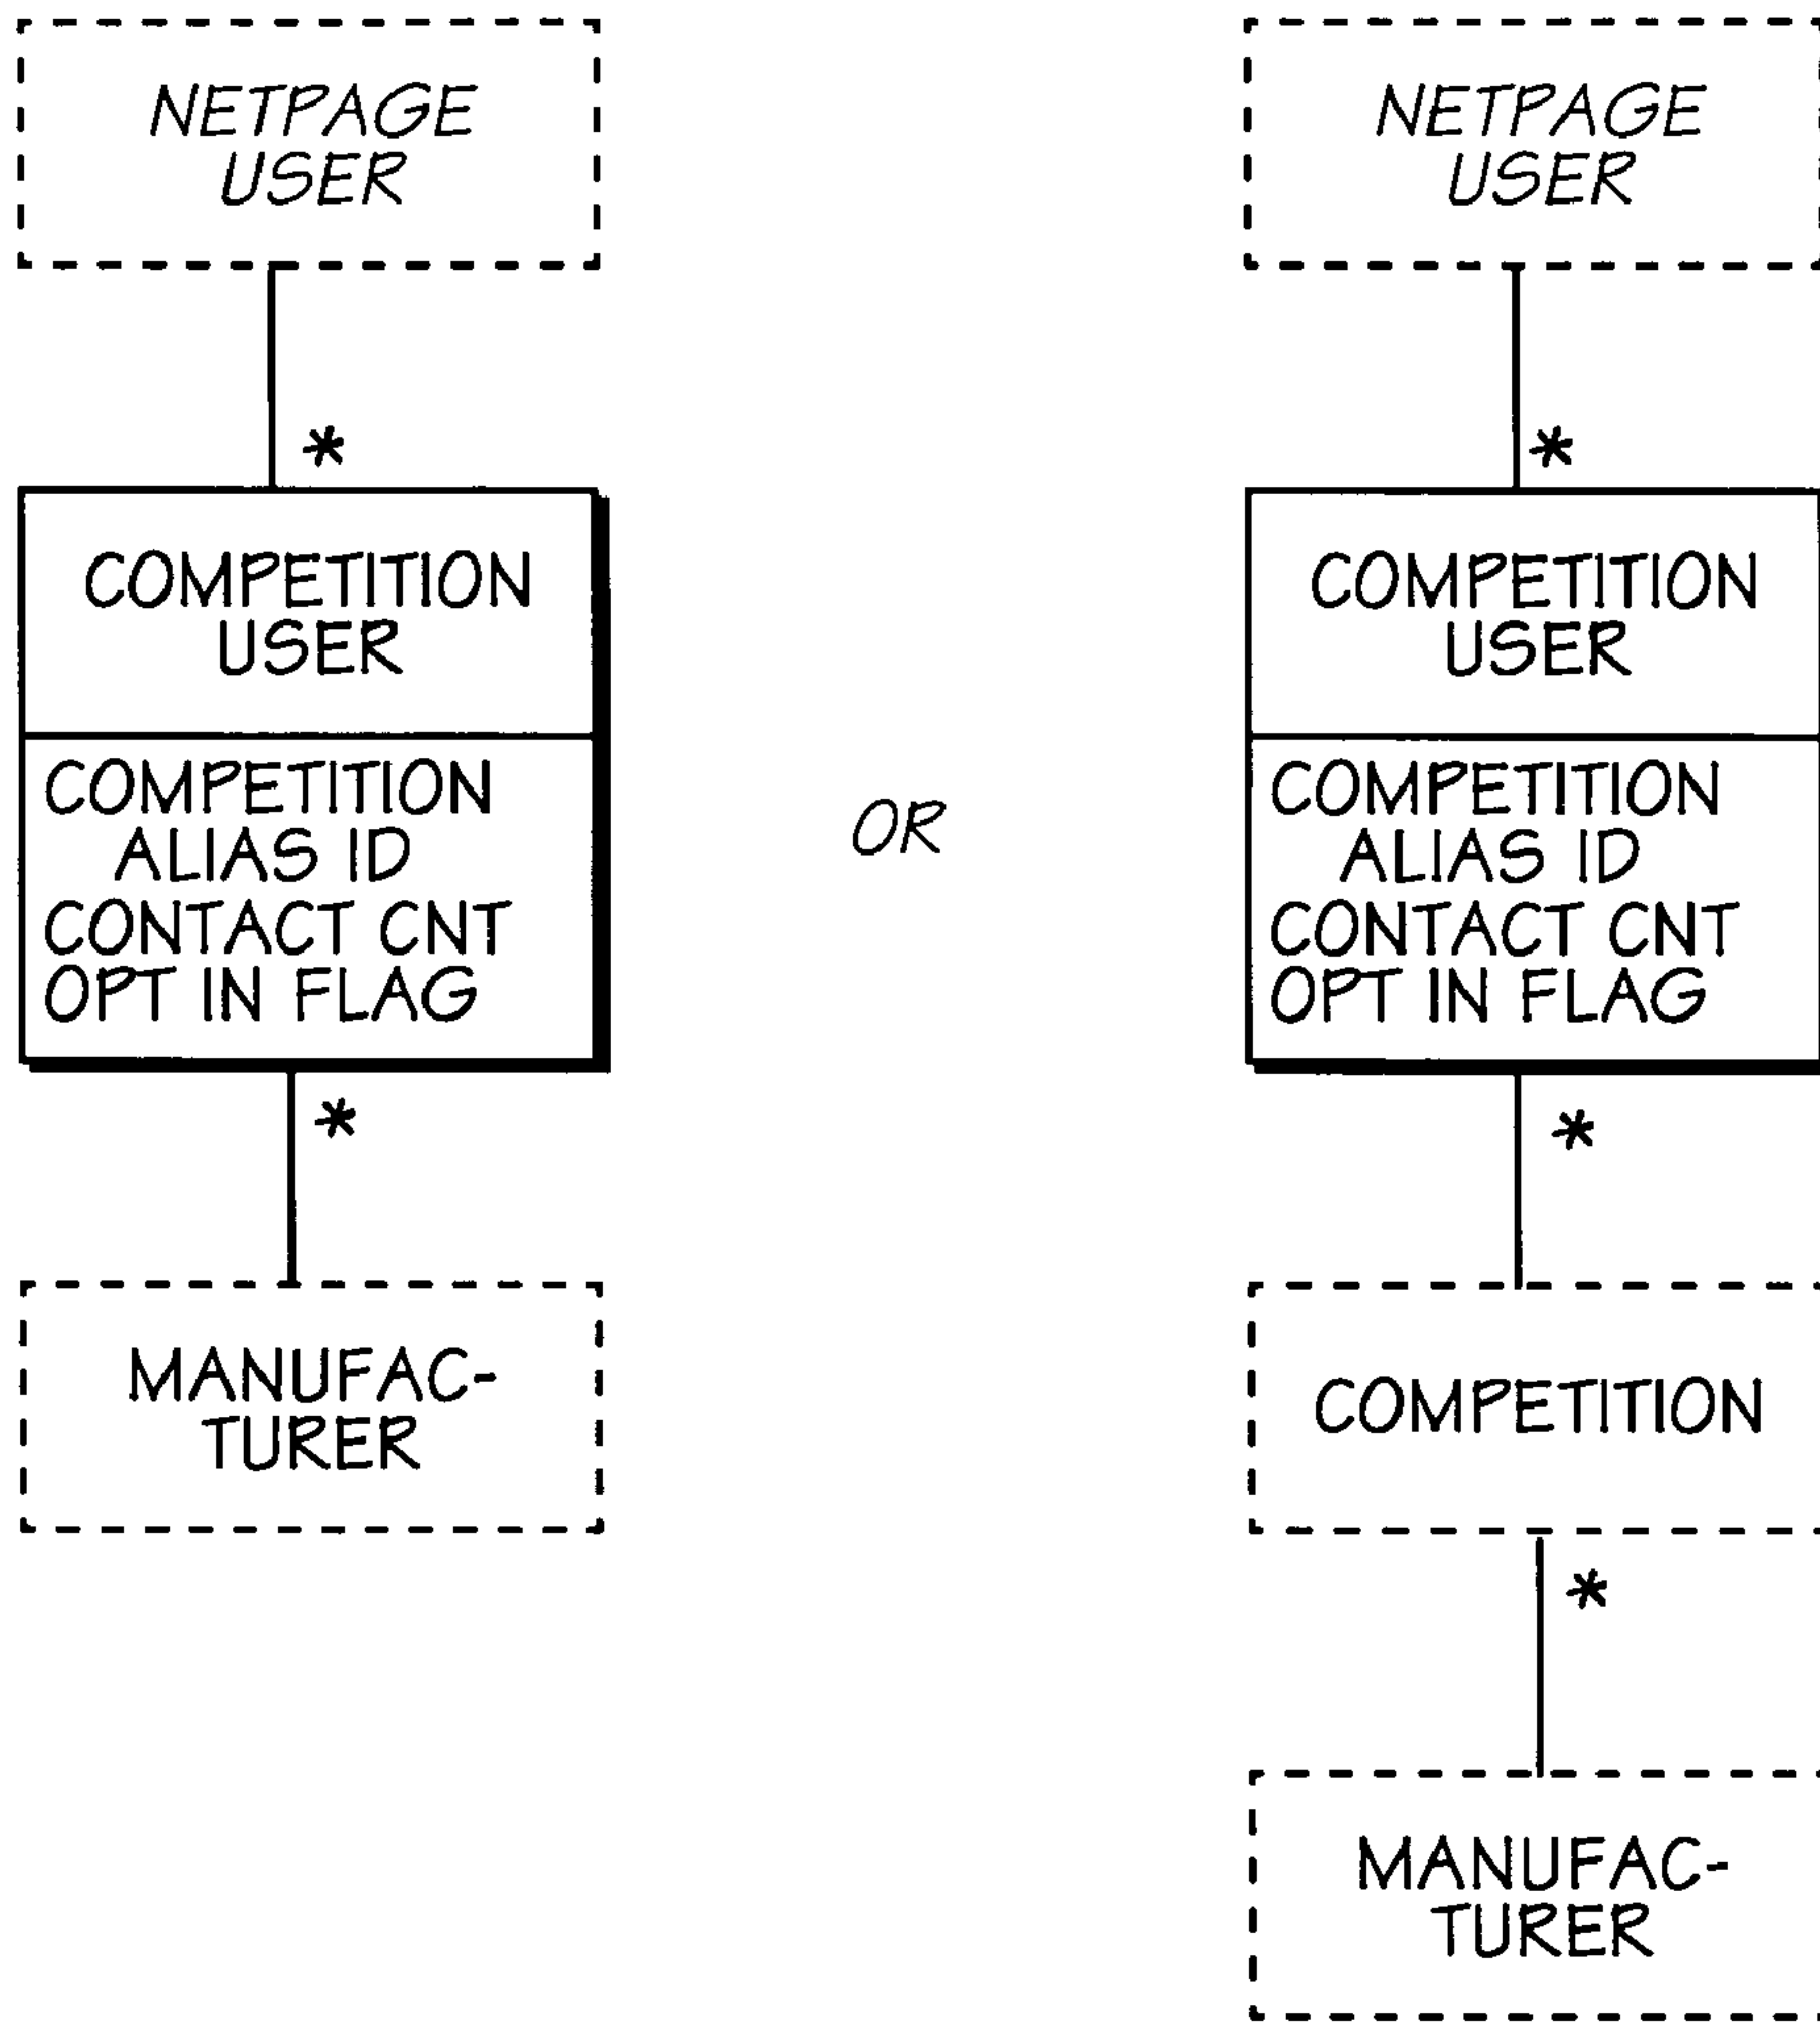 NETPAGE
USER
*
COMPETITION
USER
COMPETITION
ALIAS ID
CONTACT CNT
OPT IN FLAG
*
MANUFAC-
TURER
OR
NETPAGE
USER
*
COMPETITION
USER
COMPETITION
ALIAS ID
CONTACT CNT
OPT IN FLAG
*
COMPETITION
*
MANUFAC-
TURER